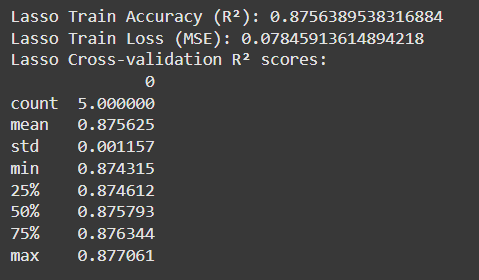 Lasso Train Accuracy (R²): 0.8756389538316884
Lasso Train Loss (MSE): 0.07845913614894218
Lasso Cross-validation R² scores:
0
count 5.000000
mean 0.875625
std 0.001157
min 0.874315
25% 0.874612
50% 0.875793
75% 0.876344
max 0.877061